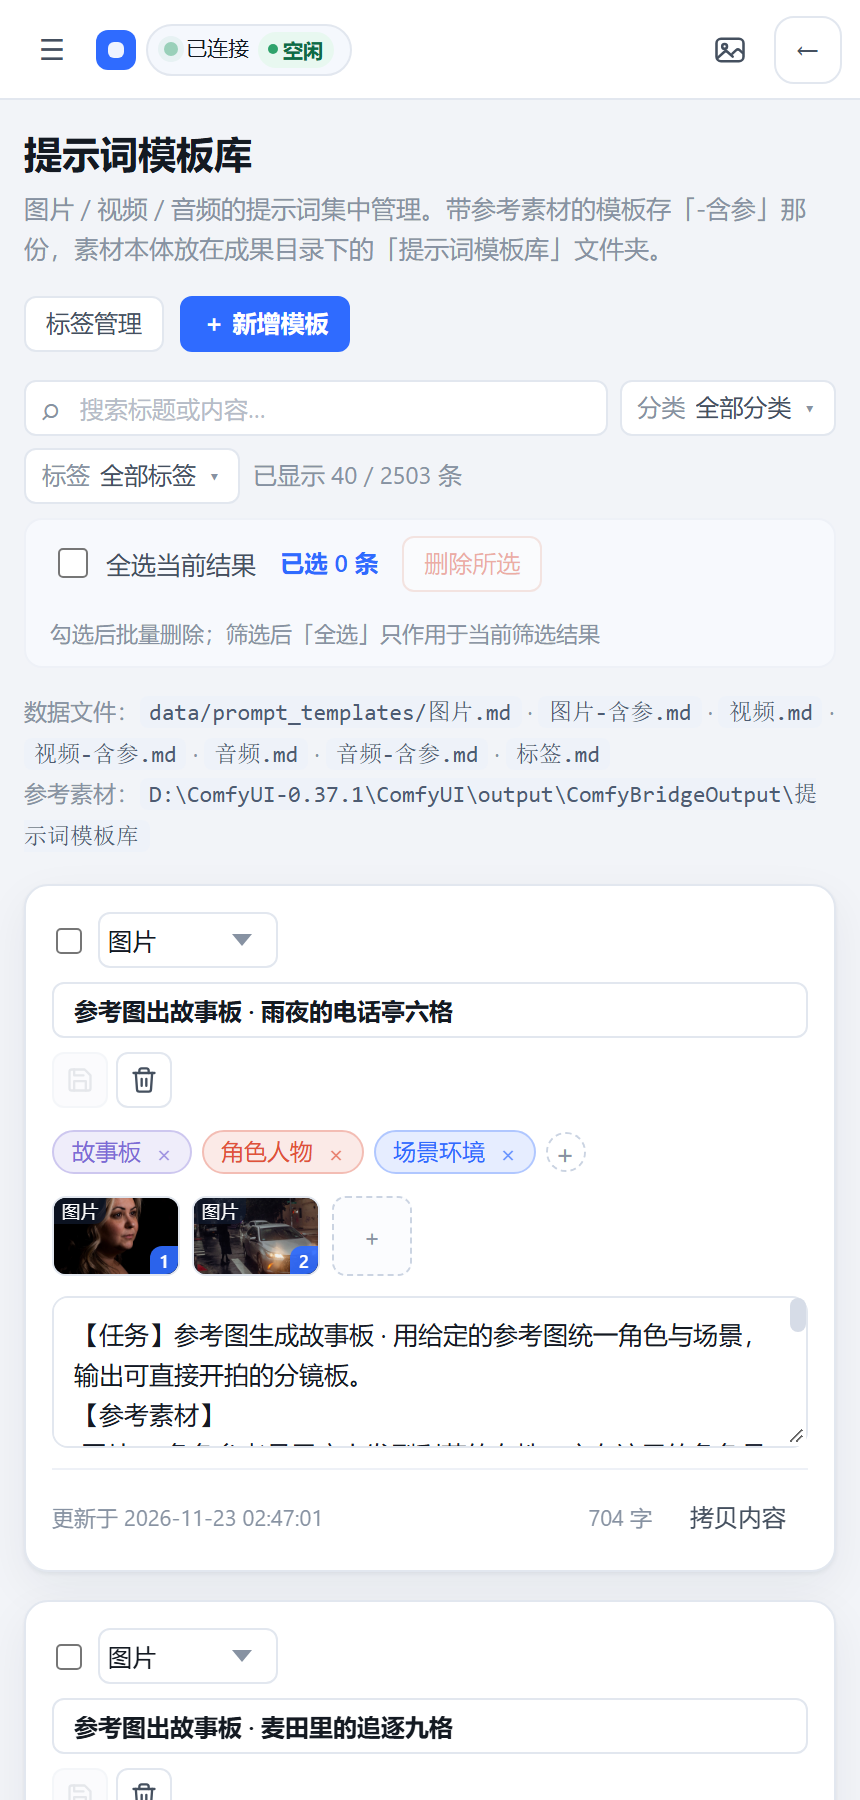 已连接 空闲
提示词模板库
图片 / 视频 / 音频的提示词集中管理。带参考素材的模板存「-含参」那
份，素材本体放在成果目录下的「提示词模板库」文件夹。
标签管理 + 新增模板
搜索标题或内容...
分类 全部分类
标签 全部标签 已显示 40 / 2503 条
全选当前结果 已选 0 条 删除所选
勾选后批量删除；筛选后「全选」只作用于当前筛选结果
数据文件： data/prompt_templates/图片.md · 图片-含参.md · 视频.md ·
视频-含参.md · 音频.md · 音频-含参.md · 标签.md
参考素材： D:\ComfyUI-0.37.1\ComfyUI\output\ComfyBridgeOutput\提
示词模板库
图片
参考图出故事板 · 雨夜的电话亭六格
故事板 × 角色人物 × 场景环境 × +
图片 1 图片 2 +
【任务】参考图生成故事板 · 用给定的参考图统一角色与场景，
输出可直接开拍的分镜板。
【参考素材】
更新于 2026-11-23 02:47:01 704 字 拷贝内容
图片
参考图出故事板 · 麦田里的追逐九格